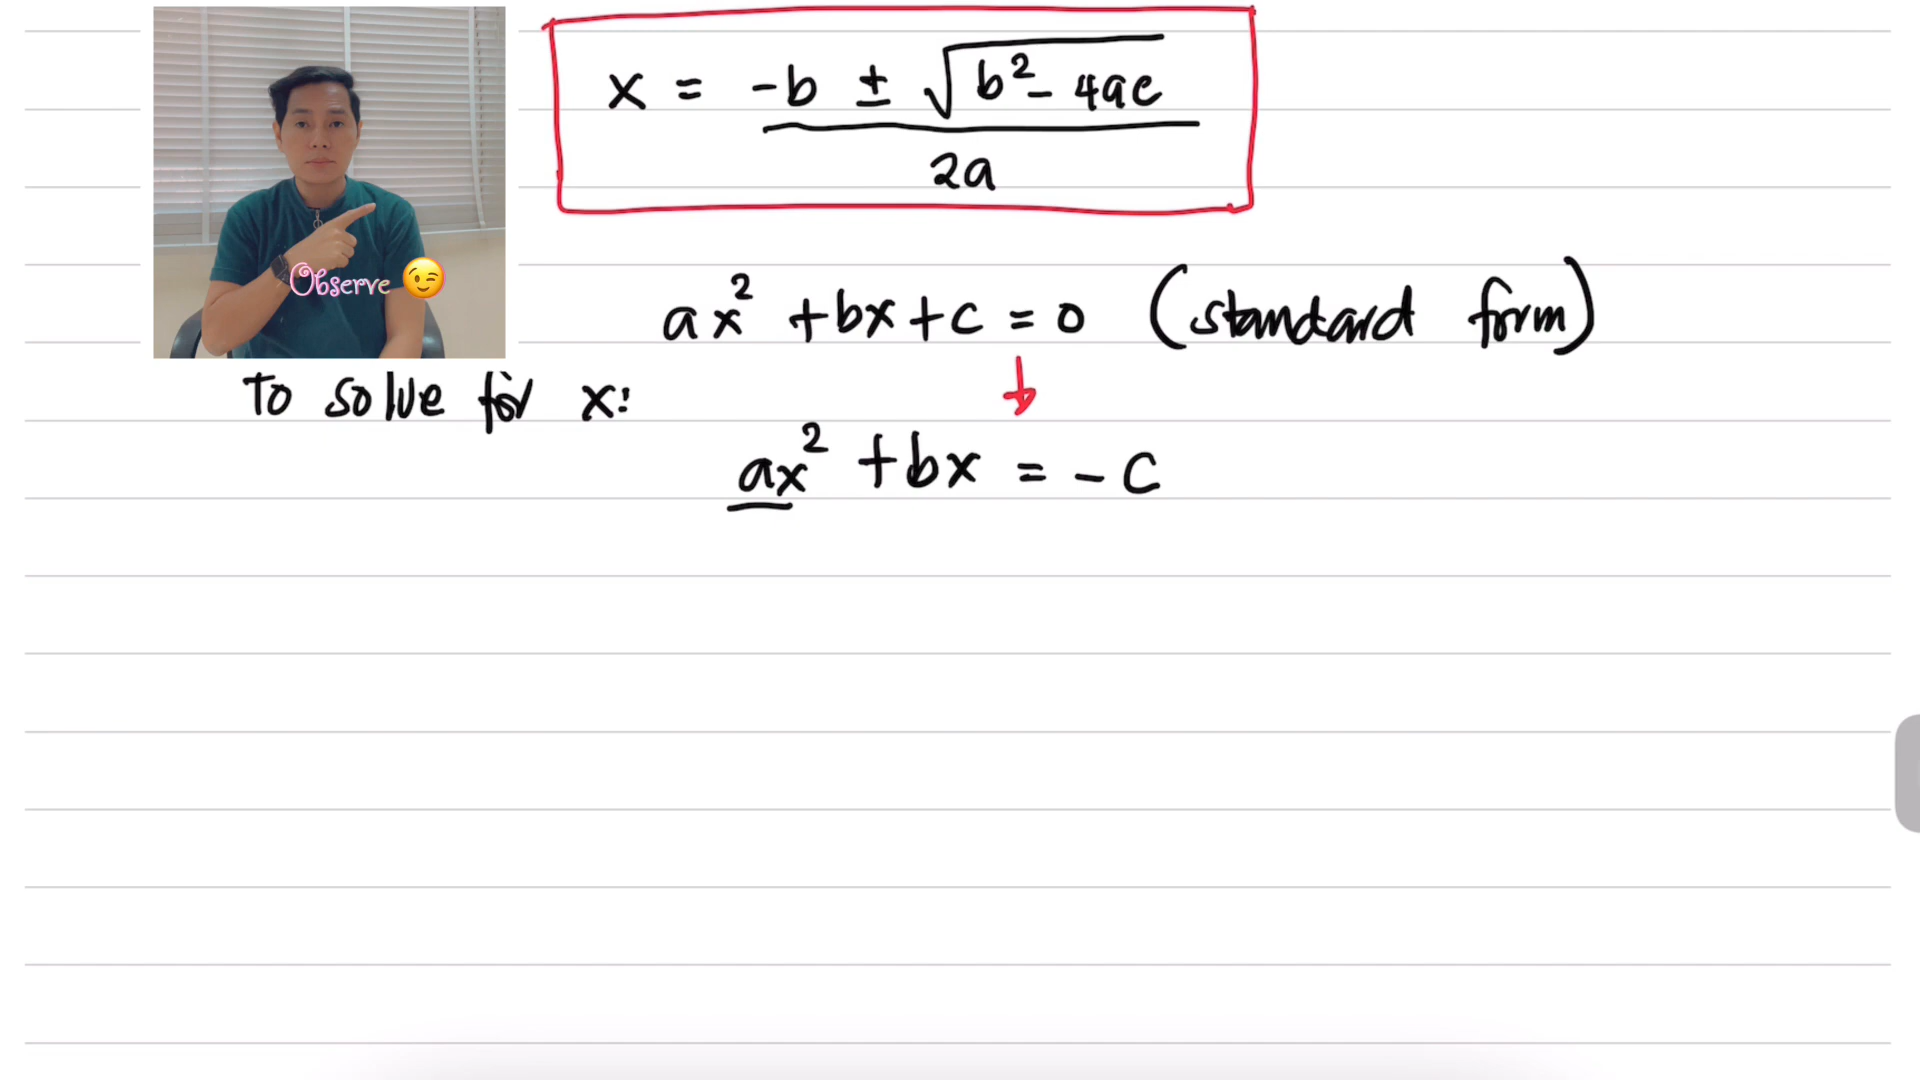 x = -b ± √b² - 4ac
2a
Observe 😉
ax² + bx + c = 0 (standard form)
To solve for x:
ax² + bx = - c